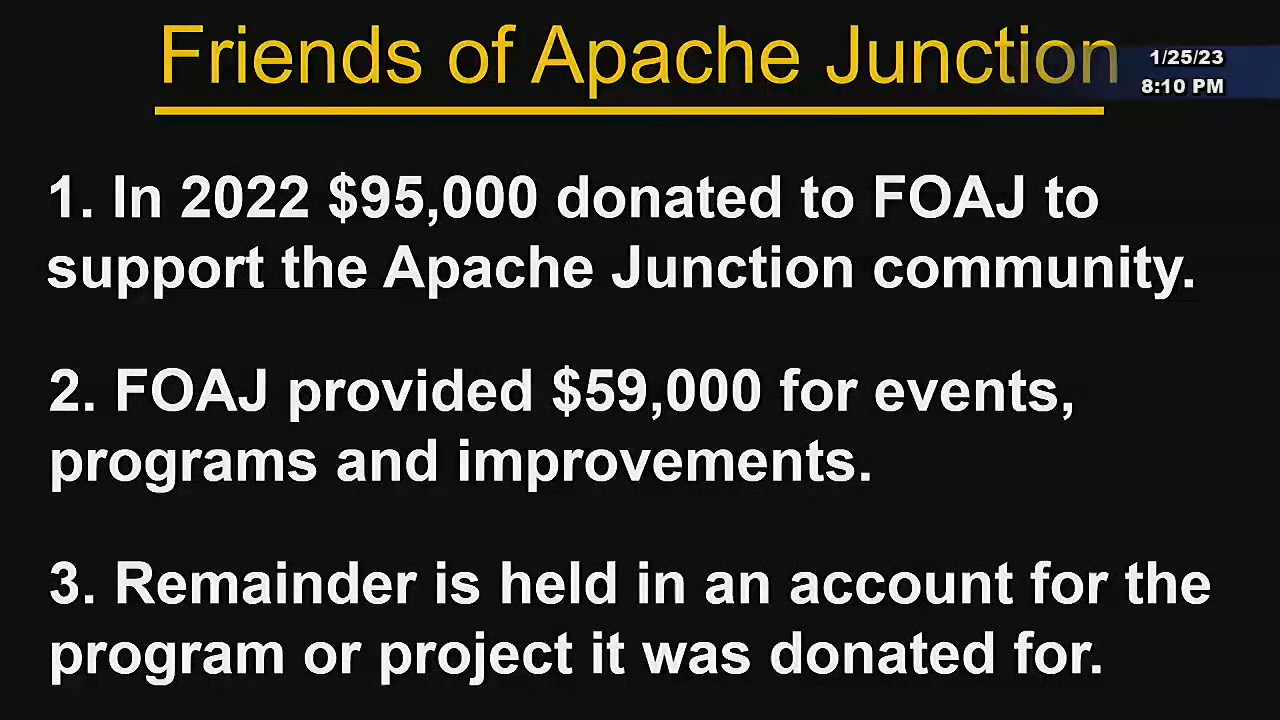 Friends of Apache Junction
1/25/23
8:10 PM
1. In 2022 $95,000 donated to FOAJ to
support the Apache Junction community.
2. FOAJ provided $59,000 for events,
programs and improvements.
3. Remainder is held in an account for the
program or project it was donated for.